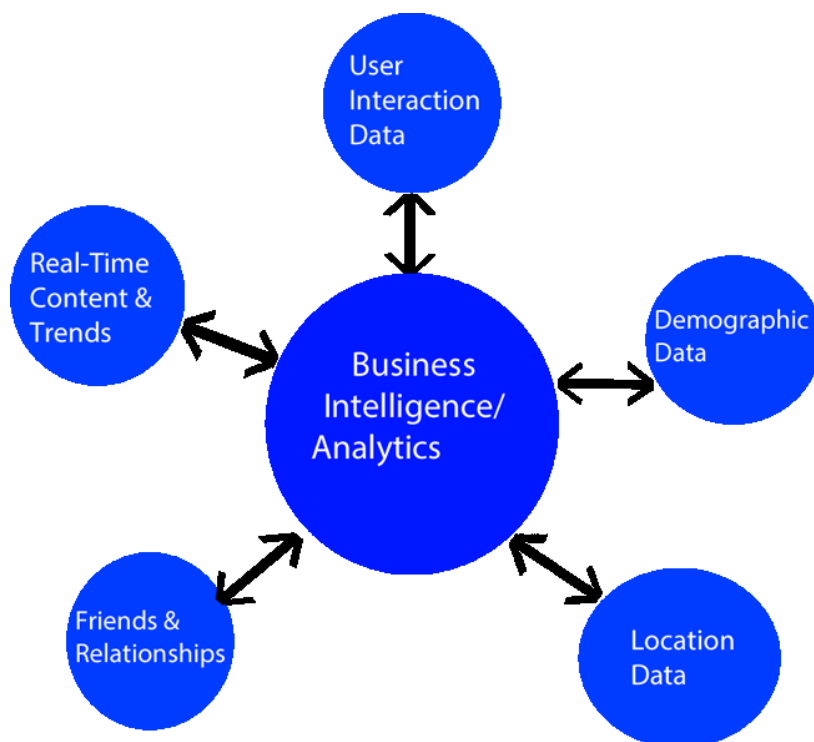 User
Interaction
Data
Real-Time
Content &
Trends
Demographic
Data
Business
Intelligence/
Analytics
Friends &
Relationships
Location
Data